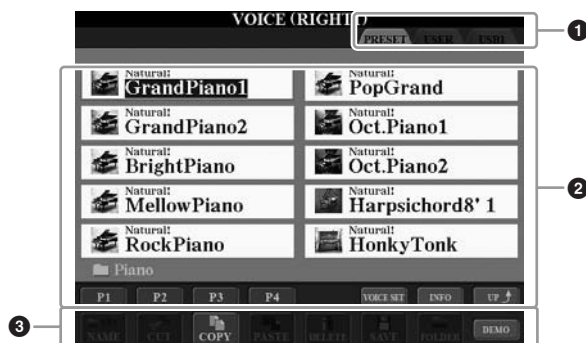 VOICE (RIGHT1)
PRESET USER USB1
1
Natural! GrandPiano1
Natural! PopGrand
Natural! GrandPiano2
Natural! Oct.Piano1
Natural! BrightPiano
Natural! Oct.Piano2
Natural! MellowPiano
Natural! Harpsichord8' 1
Natural! RockPiano
Natural! HonkyTonk
2
Piano
P1 P2 P3 P4 VOICE SET INFO UP
3
NAME CUT COPY PASTE DELETE SAVE FOLDER DEMO